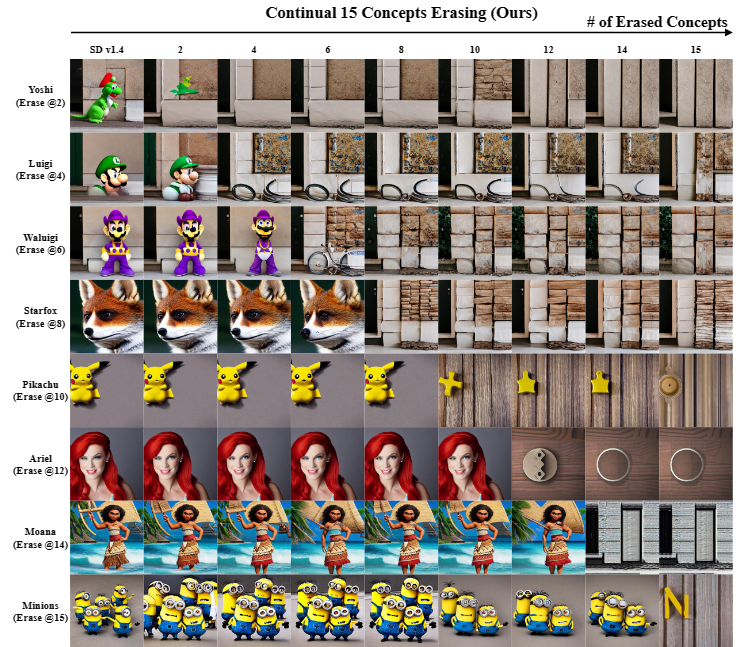 Continual 15 Concepts Erasing (Ours)
# of Erased Concepts
SD v1.4 2 4 6 8 10 12 14 15
Yoshi
(Erase @2)
Luigi
(Erase @4)
Waluigi
(Erase @6)
Starfox
(Erase @8)
Pikachu
(Erase @10)
Ariel
(Erase @12)
Moana
(Erase @14)
Minions
(Erase @15)